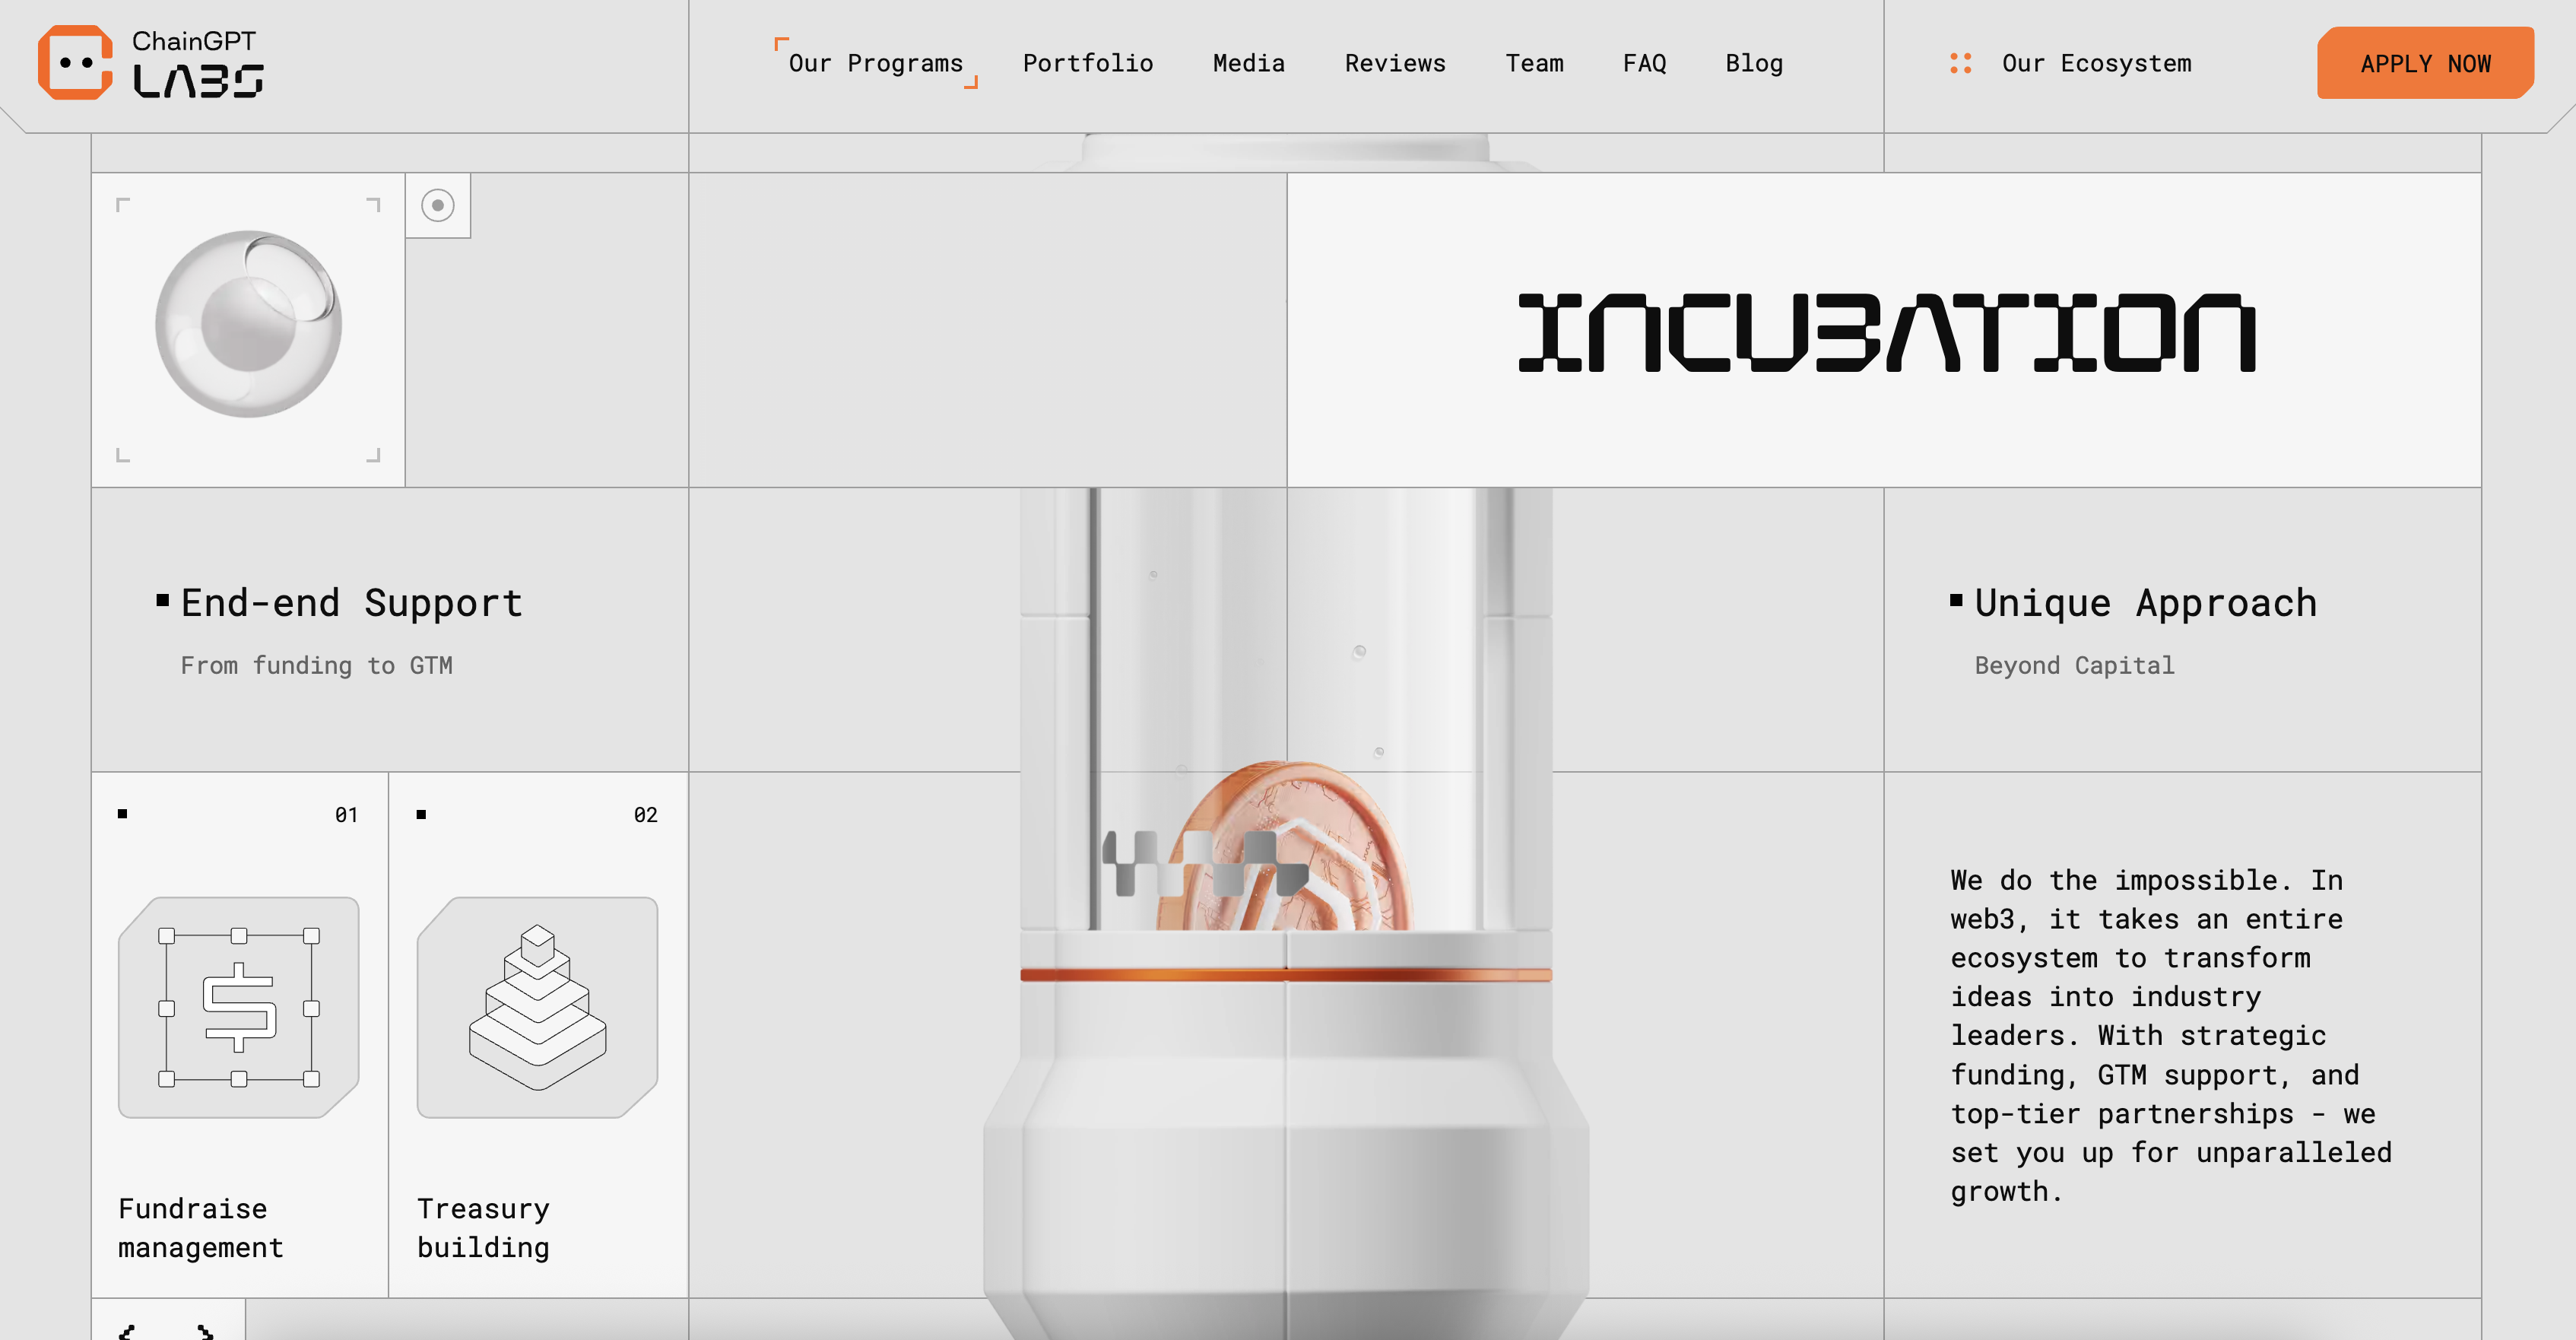 ChainGPT
LABS
Our Programs
Portfolio
Media
Reviews
Team
FAQ
Blog
Our Ecosystem
APPLY NOW
INCUBATION
End-end Support
From funding to GTM
Unique Approach
Beyond Capital
01
02
Fundraise
management
Treasury
building
We do the impossible. In
web3, it takes an entire
ecosystem to transform
ideas into industry
leaders. With strategic
funding, GTM support, and
top-tier partnerships - we
set you up for unparalleled
growth.